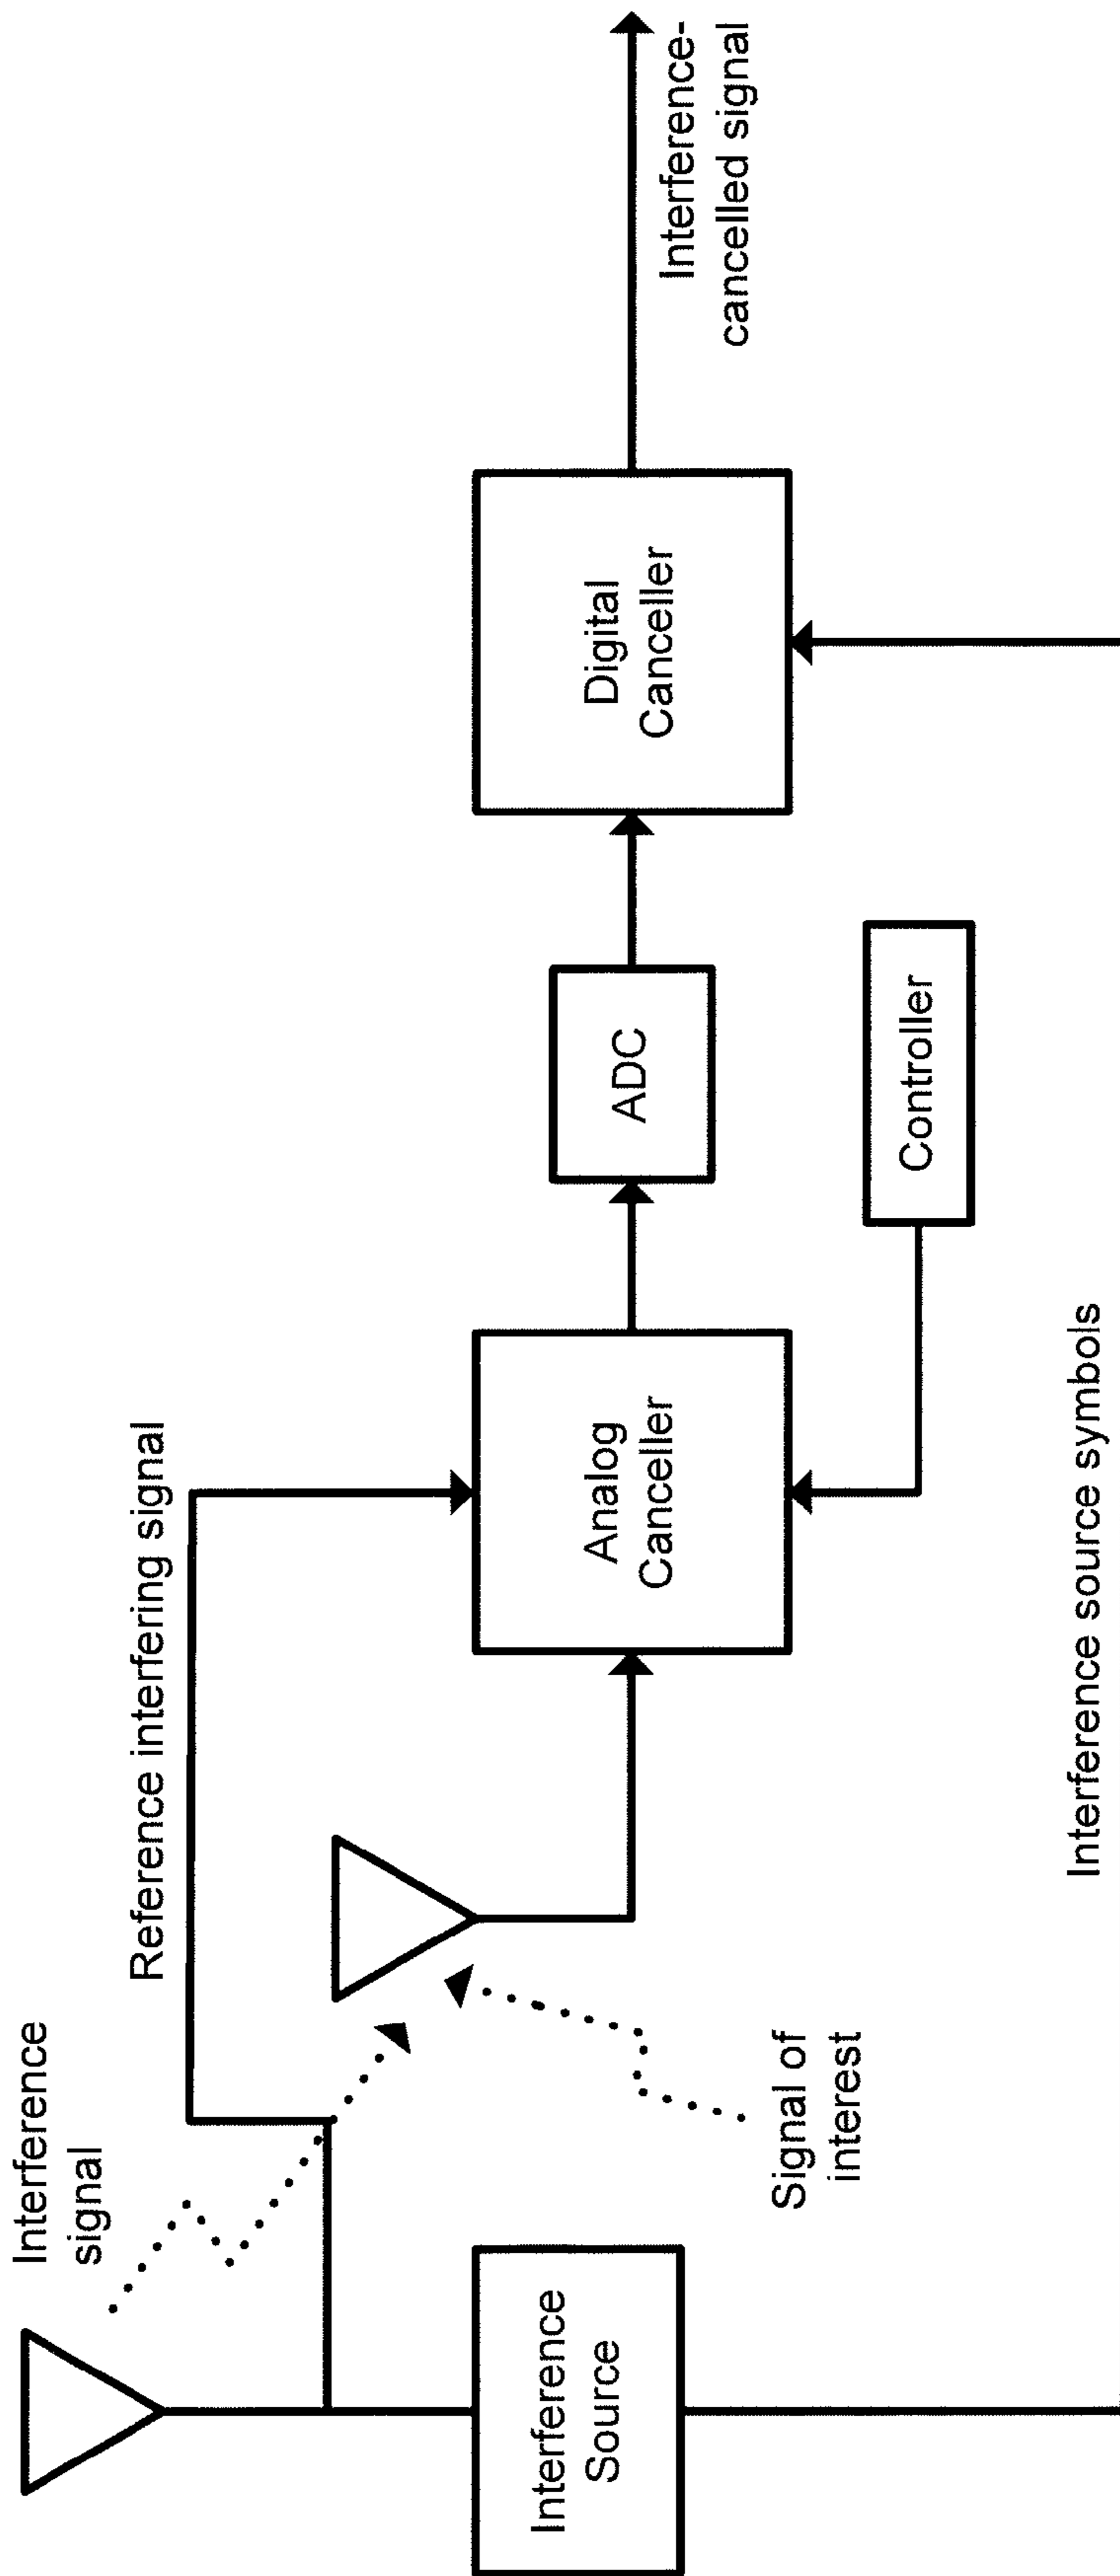 Interference
signal
Reference interfering signal
Interference
Source
Signal of
interest
Analog
Canceller
ADC
Controller
Digital
Canceller
Interference-
cancelled signal
Interference source symbols